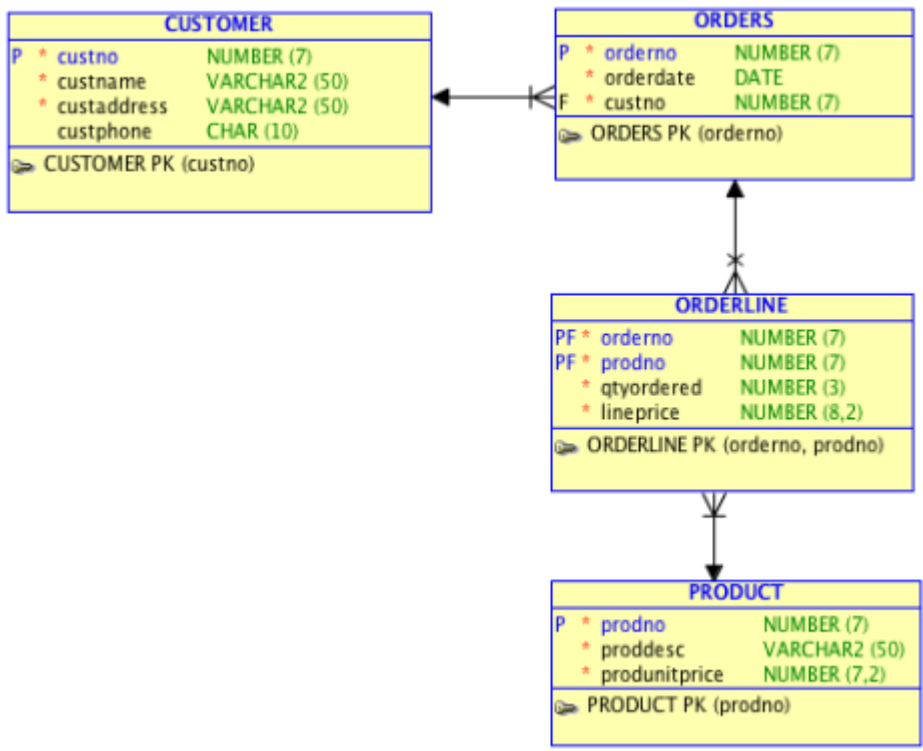 CUSTOMER
P * custno NUMBER (7)
* custname VARCHAR2 (50)
* custaddress VARCHAR2 (50)
custphone CHAR (10)
CUSTOMER PK (custno)
ORDERS
P * orderno NUMBER (7)
* orderdate DATE
F * custno NUMBER (7)
ORDERS PK (orderno)
ORDERLINE
PF * orderno NUMBER (7)
PF * prodno NUMBER (7)
* qtyordered NUMBER (3)
* lineprice NUMBER (8,2)
ORDERLINE PK (orderno, prodno)
PRODUCT
P * prodno NUMBER (7)
* proddesc VARCHAR2 (50)
* produnitprice NUMBER (7,2)
PRODUCT PK (prodno)